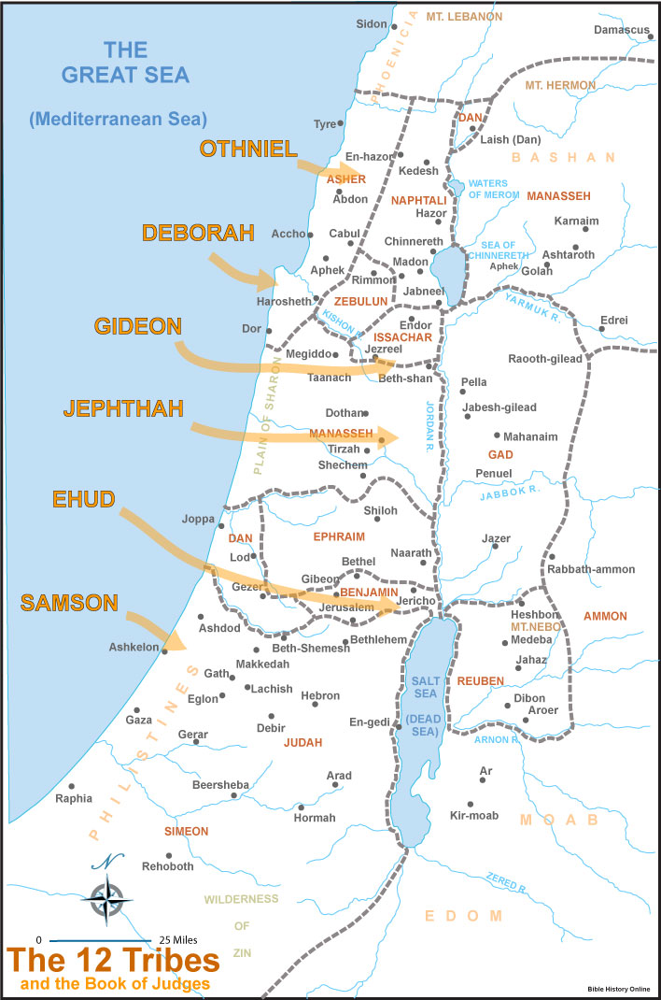 MT. LEBANON
Sidon
Damascus
PHOENICIA
THE
GREAT SEA
(Mediterranean Sea)
MT. HERMON
Tyre
DAN
Laish (Dan)
OTHNIEL
En-hazor
BASHAN
Kedesh
ASHER
WATERS
OF MEROM
Abdon
NAPHTALI
MANASSEH
Hazor
Karnaim
DEBORAH
Accho
Cabul
Chinnereth
SEA OF
CHINNERETH
Ashtaroth
Aphek
Madon
Aphek
Golan
Rimmon
Jabneel
Harosheth
ZEBULUN
YARMUK R.
KISHON R.
Endor
Edrei
GIDEON
Dor
ISSACHAR
Jezreel
Megiddo
Raooth-gilead
Taanach
Beth-shan
Pella
PLAIN OF SHARON
JEPHTHAH
Dothan
JORDAN R.
Jabesh-gilead
MANASSEH
Mahanaim
Tirzah
GAD
Shechem
Penuel
EHUD
JABBOK R.
Joppa
Shiloh
DAN
EPHRAIM
Jazer
Lod
Naarath
Bethel
Rabbath-ammon
Gibeon
Gezer
BENJAMIN
SAMSON
Jericho
Jerusalem
Heshbon
AMMON
Ashdod
MT.NEBO
Bethlehem
Medeba
Beth-Shemesh
Ashkelon
Makkedah
Jahaz
Gath
REUBEN
SALT
SEA
Lachish
Eglon
Hebron
Dibon
Aroer
(DEAD
SEA)
Gaza
En-gedi
Debir
Gerar
JUDAH
ARNON R.
PHILISTINES
Arad
Ar
Beersheba
Raphia
Hormah
Kir-moab
MOAB
SIMEON
Rehoboth
N
ZERED R.
WILDERNESS
OF
ZIN
EDOM
0 25 Miles
The 12 Tribes
and the Book of Judges
Bible History Online